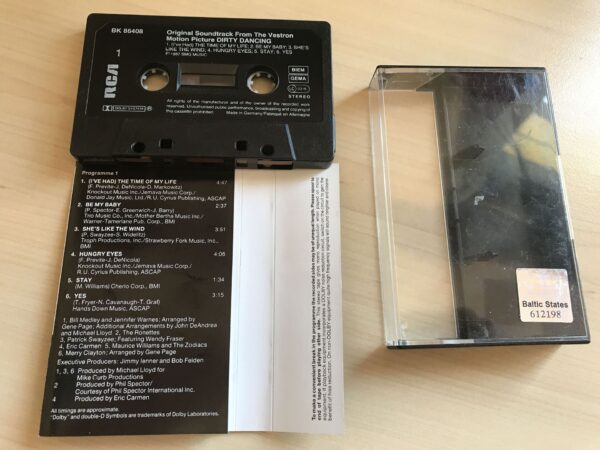 BK 86408
Original Soundtrack From The Vestron
Motion Picture DIRTY DANCING
1. (I've Had) THE TIME OF MY LIFE; 2. BE MY BABY; 3. SHE'S
LIKE THE WIND; 4. HUNGRY EYES; 5. STAY; 6. YES
1
RCA
BIEM
GEMA
STEREO
DOLBY SYSTEM
All rights of the manufacturer and of the owner of the recorded work
reserved. Unauthorised public performance, broadcasting and copying of
this cassette prohibited.
Made in Germany/Fabriqué en Allemagne
Programme 1
1. (I'VE HAD) THE TIME OF MY LIFE 4:47
(F. Previte-J. DeNicola-D. Markowitz)
Knockout Music Inc./Jemava Music Corp./
Donald Jay Music Ltd./R.U. Cyrus Publishing, ASCAP
2. BE MY BABY 2:37
(P. Spector-E. Greenwich-J. Barry)
Trio Music Co., Inc./Mother Bertha Music Inc./
Warner-Tamerlane Pub. Corp., BMI
3. SHE'S LIKE THE WIND 3:51
(P. Swayzee-S. Widelitz)
Troph Productions, Inc./Strawberry Fork Music, Inc.,
BMI
4. HUNGRY EYES 4:06
(F. Previte-J. DeNicola)
Knockout Music Inc./Jemava Music Corp./
R.U. Cyrus Publishing, ASCAP
5. STAY 1:34
(M. Williams) Cherio Corp., BMI
6. YES 3:15
(T. Fryer-N. Cavanaugh-T. Graf)
Hands Down Music, ASCAP
1. Bill Medley and Jennifer Warnes; Arranged by
Gene Page; Additional Arrangements by John DeAndrea
and Michael Lloyd 2. The Ronettes
3. Patrick Swayzee; Featuring Wendy Fraser
4. Eric Carmen 5. Maurice Williams and The Zodiacs
6. Merry Clayton; Arranged by Gene Page
Executive Producers: Jimmy Ienner and Bob Feiden
1, 3, 6 Produced by Michael Lloyd for
Mike Curb Productions
2 Produced by Phil Spector/
Courtesy of Phil Spector International Inc.
4 Produced by Eric Carmen
All timings are approximate.
"Dolby" and double-D Symbols are trademarks of Dolby Laboratories.
Baltic States
612198